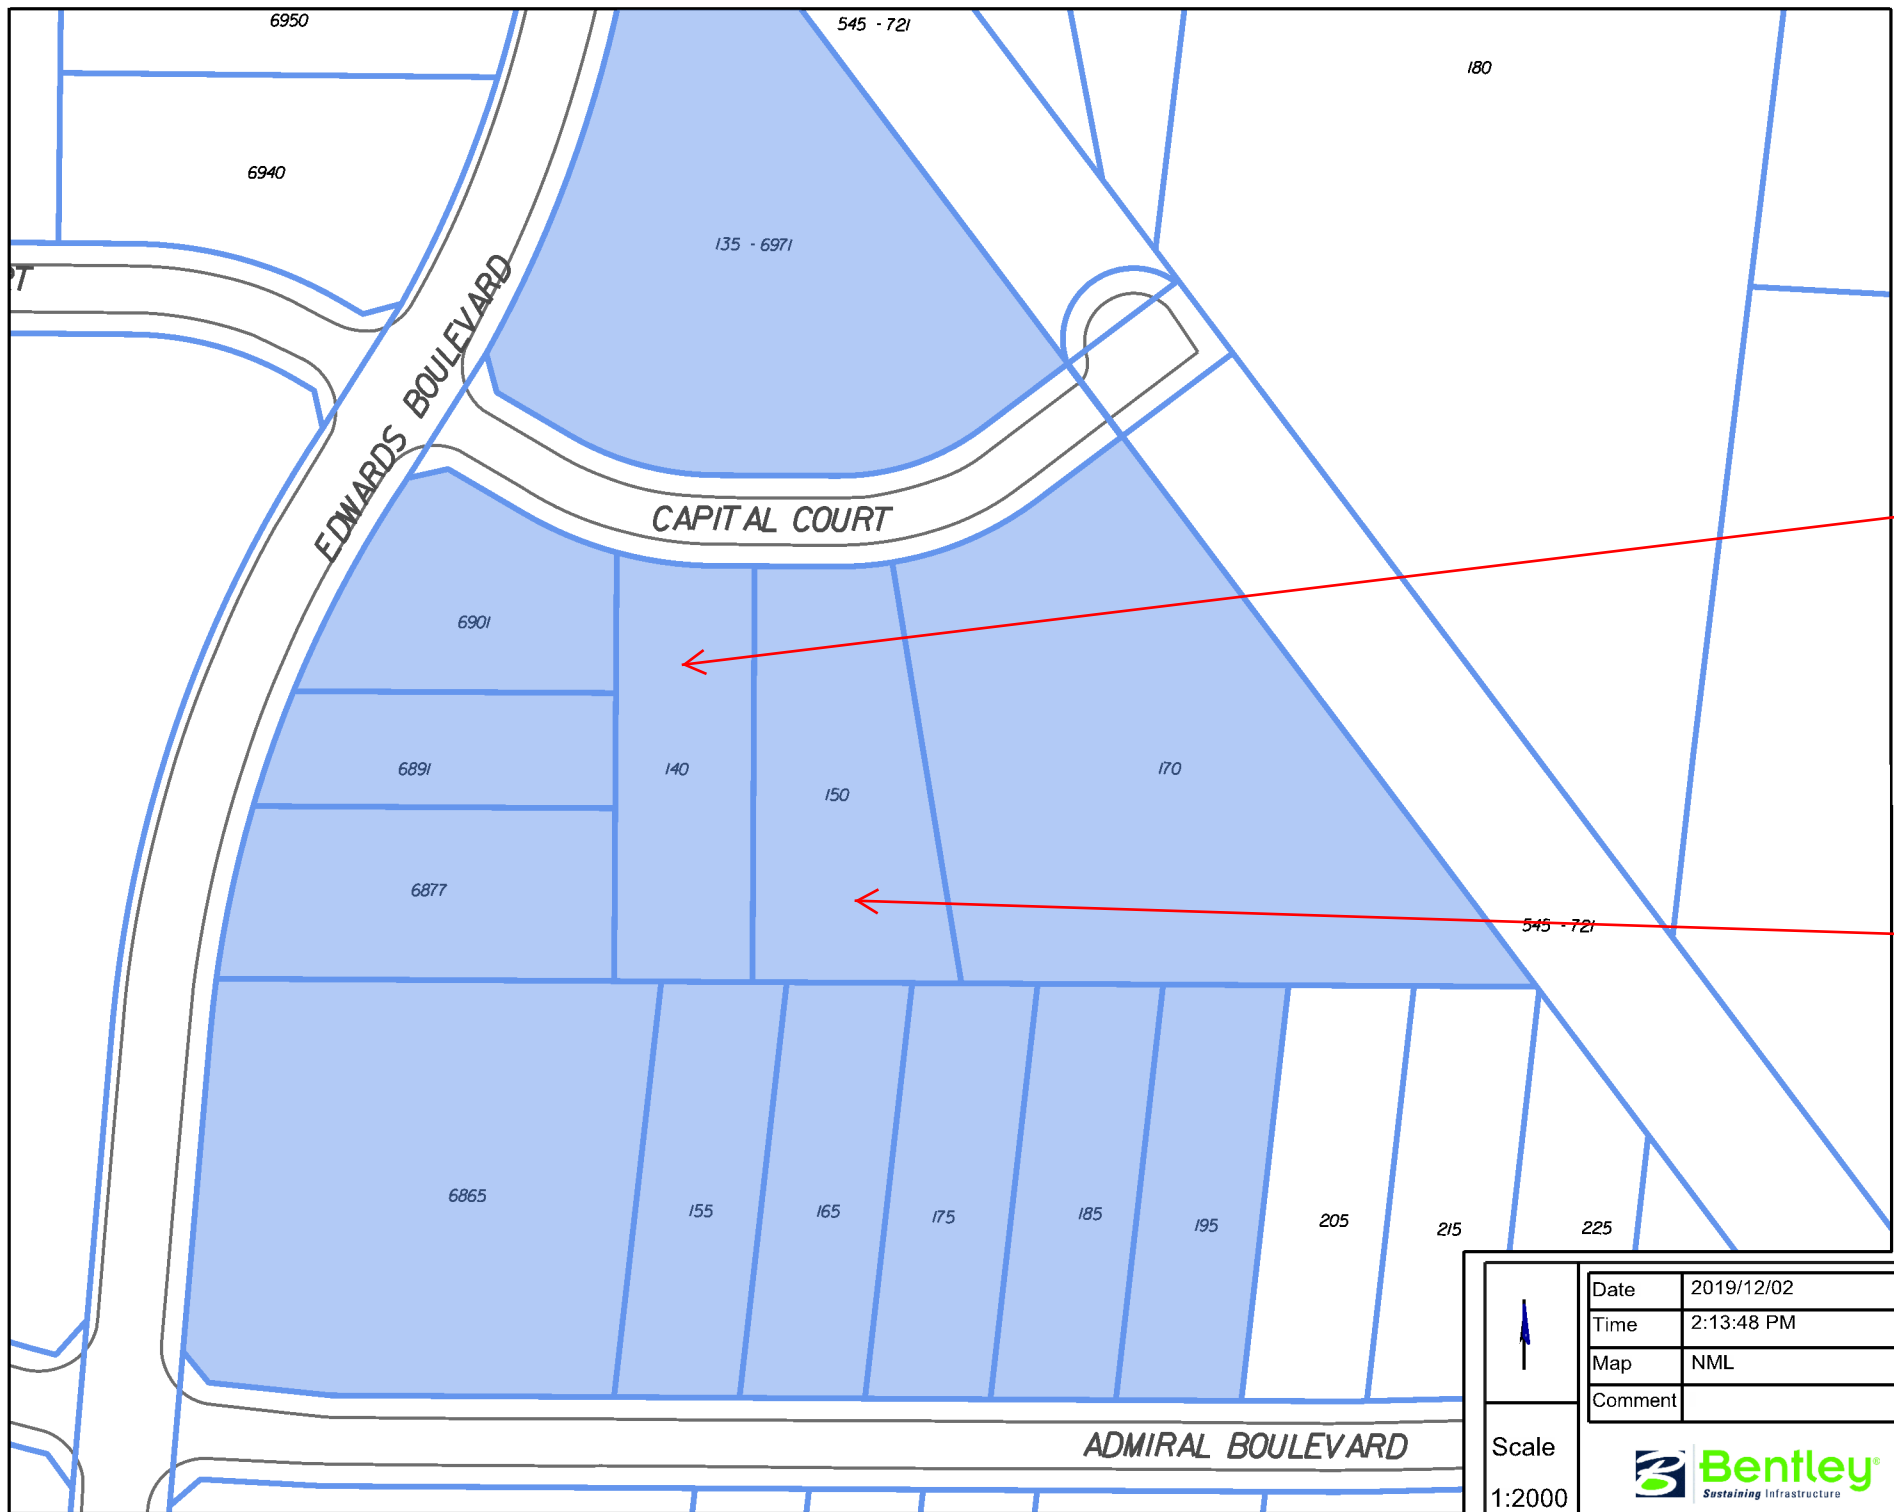 6950
545 - 721
180
6940
135 - 6971
EDWARDS BOULEVARD
CAPITAL COURT
6901
6891
140
150
170
6877
545 - 721
6865
155
165
175
185
195
205
215
225
ADMIRAL BOULEVARD
Date 2019/12/02
Time 2:13:48 PM
Map NML
Comment
Scale
1:2000
Bentley®
Sustaining Infrastructure